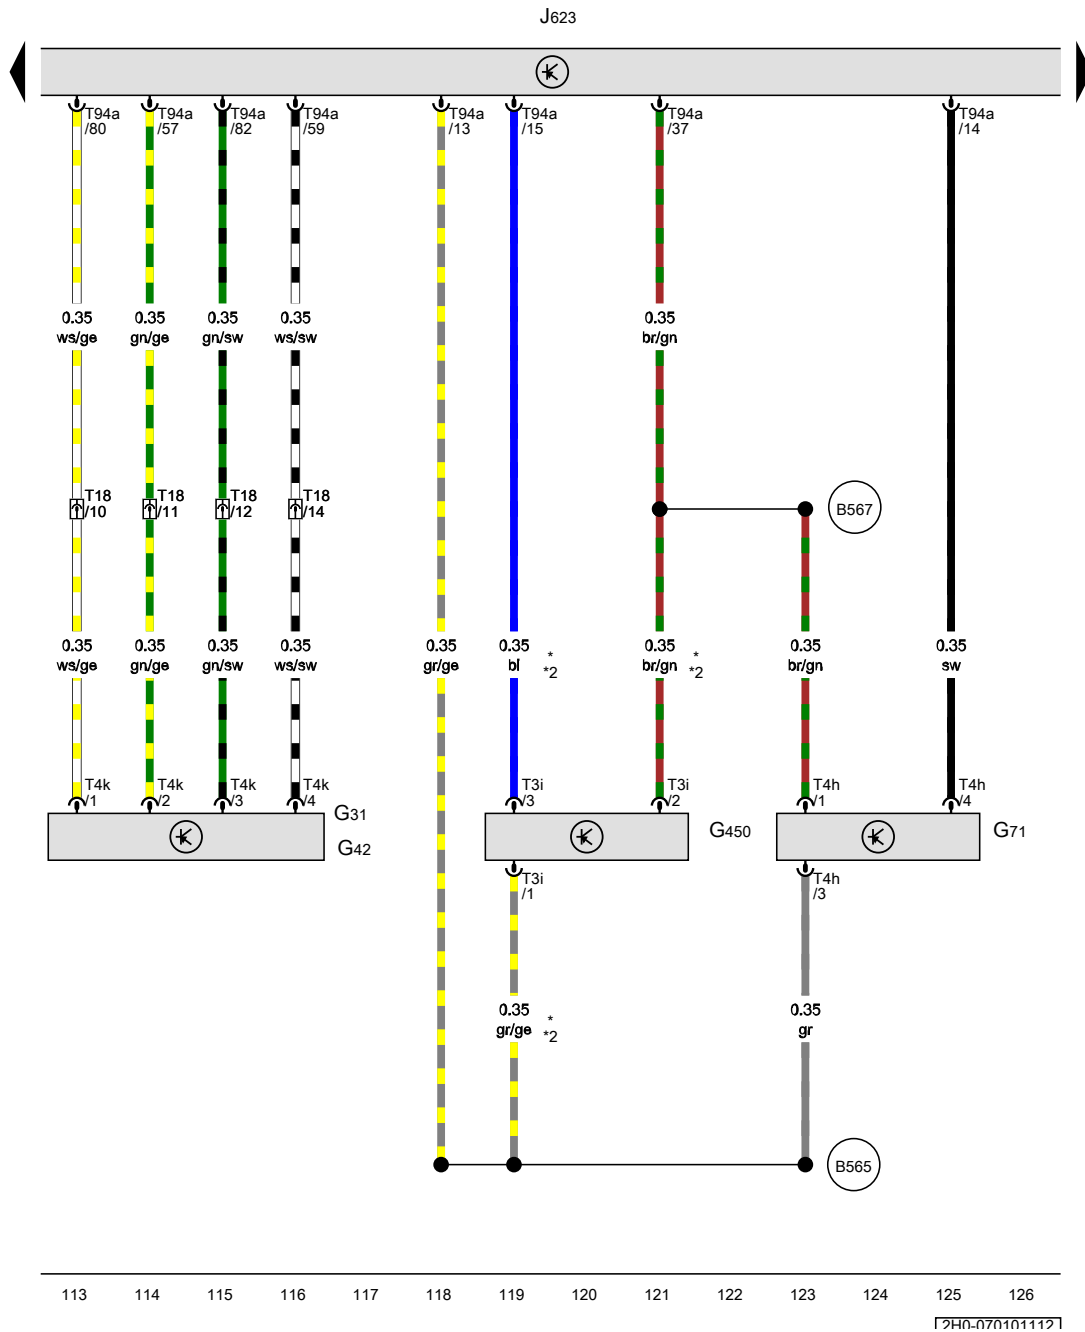 J623
T94a T94a T94a T94a T94a T94a T94a T94a
/80 /57 /82 /59 /13 /15 /37 /14
0.35 0.35 0.35 0.35 0.35
ws/ge gn/ge gn/sw ws/sw br/gn
T18 T18 T18 T18
/10 /11 /12 /14 B567
0.35 0.35 0.35 0.35 0.35 0.35 * 0.35 * 0.35 0.35
ws/ge gn/ge gn/sw ws/sw gr/ge bl *2 br/gn *2 br/gn sw
T4k T4k T4k T4k T3i T3i T4h T4h
/1 /2 /3 /4 /3 /2 /1 /4
G31
G42 G450 G71
T3i T4h
/1 /3
0.35 * 0.35
gr/ge *2 gr
B565
113 114 115 116 117 118 119 120 121 122 123 124 125 126
2H0-070101112